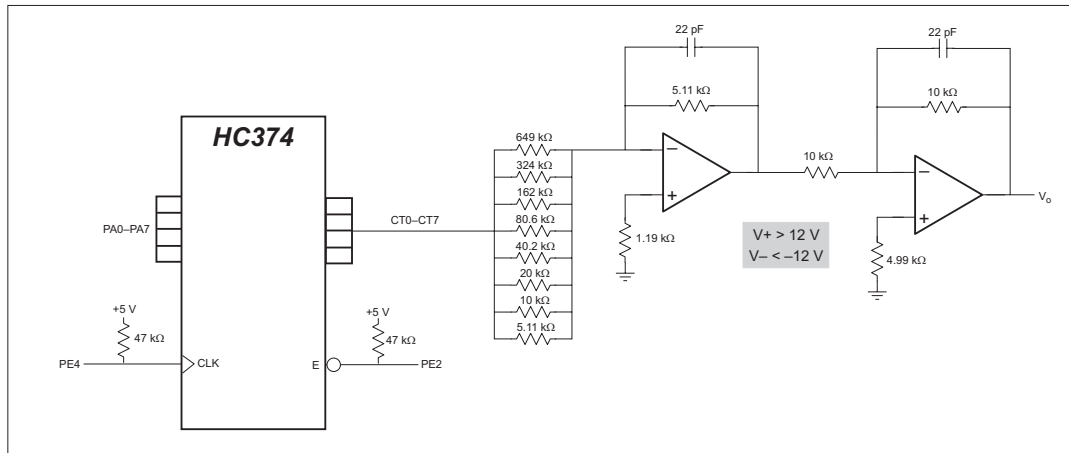 22 pF
22 pF
5.11 kΩ
10 kΩ
HC374
649 kΩ
324 kΩ
162 kΩ
80.6 kΩ
40.2 kΩ
20 kΩ
10 kΩ
5.11 kΩ
10 kΩ
PA0–PA7
CT0–CT7
1.19 kΩ
V+ > 12 V
V– < –12 V
4.99 kΩ
Vo
+5 V
47 kΩ
+5 V
47 kΩ
PE4
CLK
E
PE2
−
+
−
+